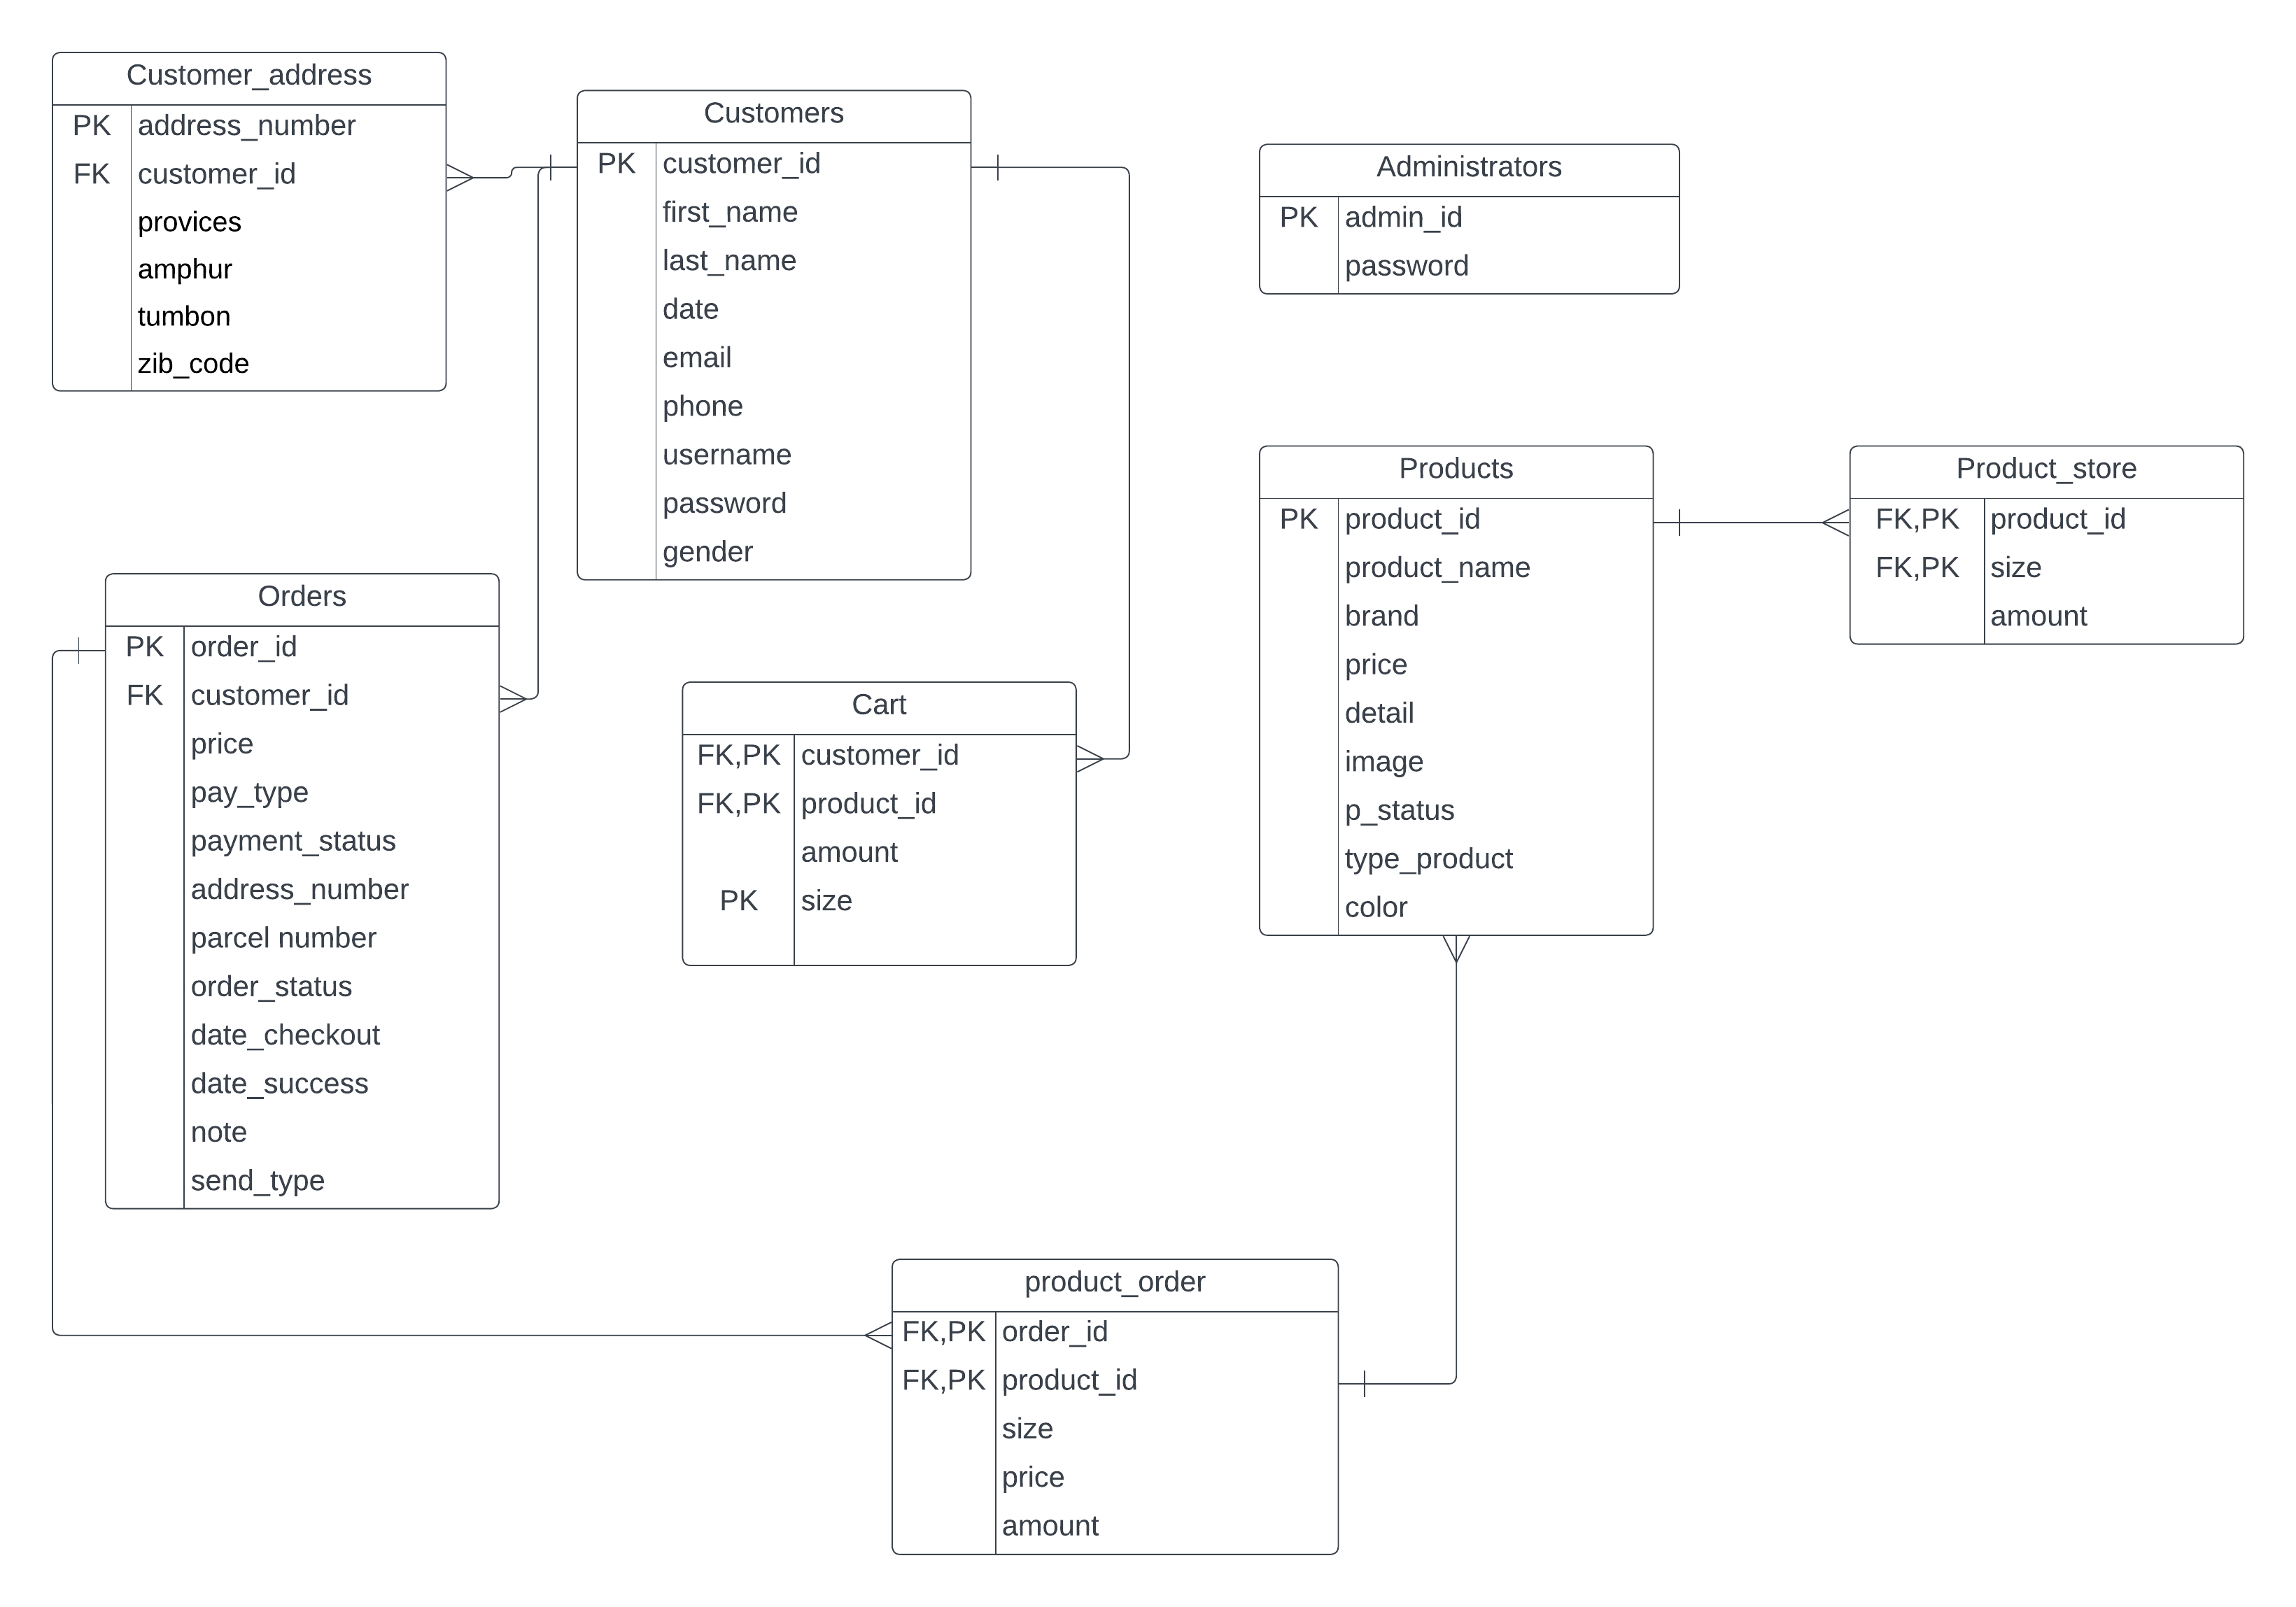 Customer_address
PK address_number
FK customer_id
provices
amphur
tumbon
zib_code
Customers
PK customer_id
first_name
last_name
date
email
phone
username
password
gender
Administrators
PK admin_id
password
Products
PK product_id
product_name
brand
price
detail
image
p_status
type_product
color
Product_store
FK,PK product_id
FK,PK size
amount
Orders
PK order_id
FK customer_id
price
pay_type
payment_status
address_number
parcel number
order_status
date_checkout
date_success
note
send_type
Cart
FK,PK customer_id
FK,PK product_id
amount
PK size
product_order
FK,PK order_id
FK,PK product_id
size
price
amount